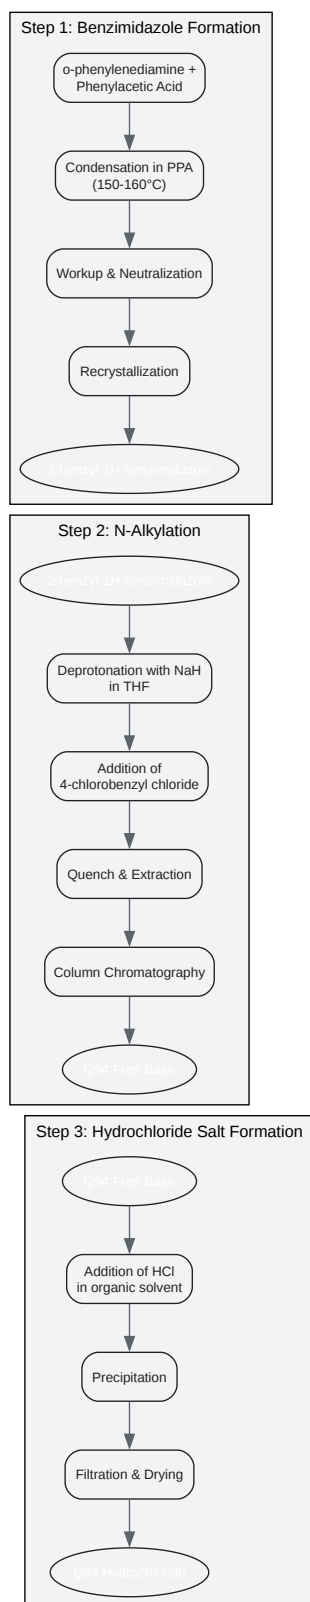 Step 1: Benzimidazole Formation
o-phenylenediamine +
Phenylacetic Acid
Condensation in PPA
(150-160°C)
Workup & Neutralization
Recrystallization
2-benzyl-1H-benzimidazole
Step 2: N-Alkylation
2-benzyl-1H-benzimidazole
Deprotonation with NaH
in THF
Addition of
4-chlorobenzyl chloride
Quench & Extraction
Column Chromatography
Q94 Free Base
Step 3: Hydrochloride Salt Formation
Q94 Free Base
Addition of HCl
in organic solvent
Precipitation
Filtration & Drying
Q94 Hydrochloride